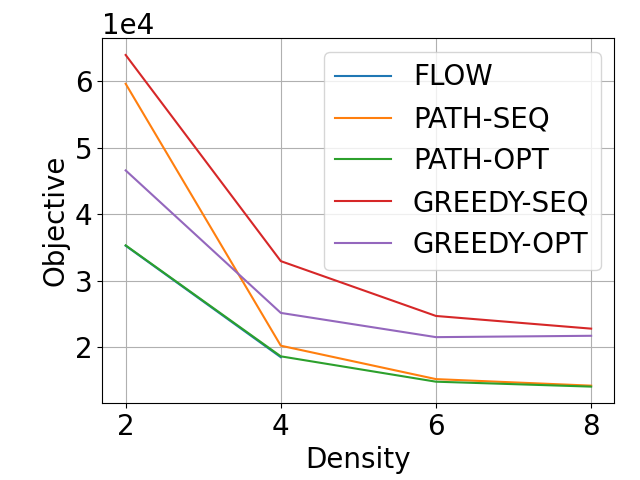 1e4
6
5
4
3
2
Objective
FLOW
PATH-SEQ
PATH-OPT
GREEDY-SEQ
GREEDY-OPT
2 4 6 8
Density